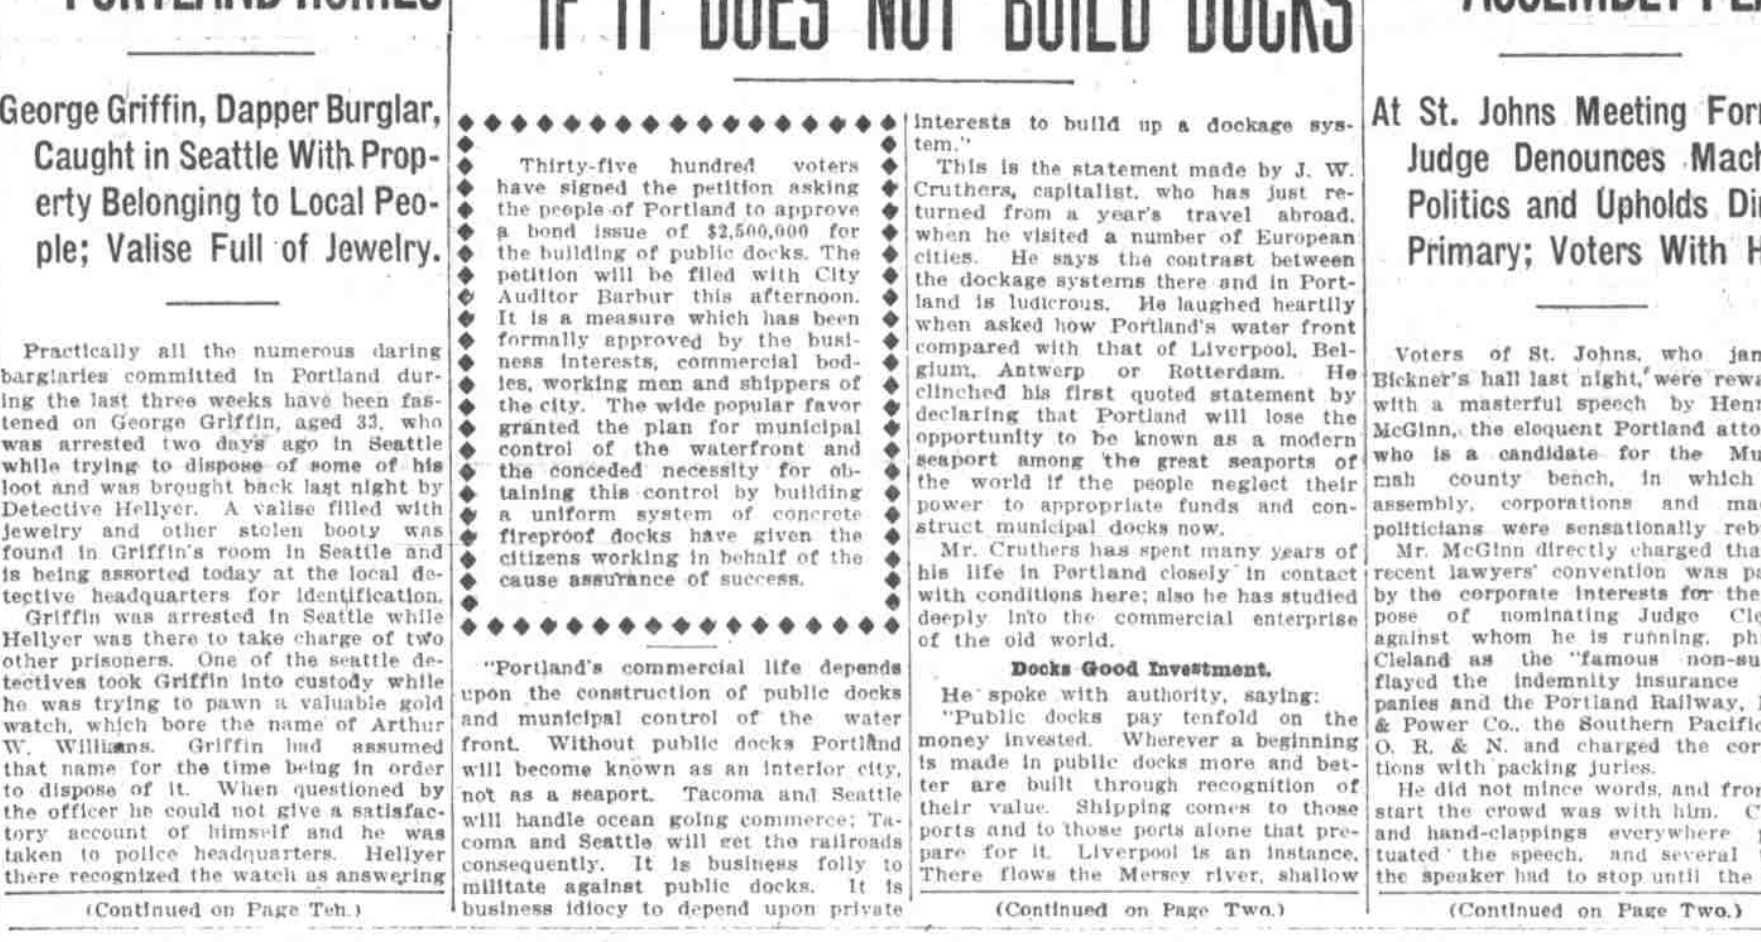 PORTLAND HOMES
George Griffin, Dapper Burglar,
Caught in Seattle With Prop-
erty Belonging to Local Peo-
ple; Valise Full of Jewelry.
Practically all the numerous daring
barglaries committed in Portland dur-
ing the last three weeks have been fas-
tened on George Griffin, aged 33, who
was arrested two days ago in Seattle
while trying to dispose of some of his
loot and was brought back last night by
Detective Hellyer. A valise filled with
jewelry and other stolen booty was
found in Griffin's room in Seattle and
is being assorted today at the local de-
tective headquarters for identification.
Griffin was arrested in Seattle while
Hellyer was there to take charge of two
other prisoners. One of the seattle de-
tectives took Griffin into custody while
he was trying to pawn a valuable gold
watch, which bore the name of Arthur
W. Williams. Griffin had assumed
that name for the time being in order
to dispose of it. When questioned by
the officer he could not give a satisfac-
tory account of himself and he was
taken to police headquarters. Hellyer
there recognized the watch as answering
(Continued on Page Ten.)
IF IT DOES NOT BUILD DOCKS
Thirty-five hundred voters
have signed the petition asking
the people of Portland to approve
a bond issue of $2,500,000 for
the building of public docks. The
petition will be filed with City
Auditor Barbur this afternoon.
It is a measure which has been
formally approved by the busi-
ness interests, commercial bod-
ies, working men and shippers of
the city. The wide popular favor
granted the plan for municipal
control of the waterfront and
the conceded necessity for ob-
taining this control by building
a uniform system of concrete
fireproof docks have given the
citizens working in behalf of the
cause assurance of success.
"Portland's commercial life depends
upon the construction of public docks
and municipal control of the water
front. Without public docks Portland
will become known as an interior city,
not as a seaport. Tacoma and Seattle
will handle ocean going commerce; Ta-
coma and Seattle will get the railroads
consequently. It is business folly to
militate against public docks. It is
business idiocy to depend upon private
interests to build up a dockage sys-
tem."
This is the statement made by J. W.
Cruthers, capitalist, who has just re-
turned from a year's travel abroad,
when he visited a number of European
cities. He says the contrast between
the dockage systems there and in Port-
land is ludicrous. He laughed heartily
when asked how Portland's water front
compared with that of Liverpool, Bel-
gium, Antwerp or Rotterdam. He
clinched his first quoted statement by
declaring that Portland will lose the
opportunity to be known as a modern
seaport among the great seaports of
the world if the people neglect their
power to appropriate funds and con-
struct municipal docks now.
Mr. Cruthers has spent many years of
his life in Portland closely in contact
with conditions here; also he has studied
deeply into the commercial enterprise
of the old world.
Docks Good Investment.
He spoke with authority, saying:
"Public docks pay tenfold on the
money invested. Wherever a beginning
is made in public docks more and bet-
ter are built through recognition of
their value. Shipping comes to those
ports and to those ports alone that pre-
pare for it. Liverpool is an instance.
There flows the Mersey river, shallow
(Continued on Page Two.)
ASSEMBLY
At St. Johns Meeting For
Judge Denounces Mach
Politics and Upholds Di
Primary; Voters With H
Voters of St. Johns, who jam
Bickner's hall last night, were rewa
with a masterful speech by Henr
McGinn, the eloquent Portland atto
who is a candidate for the Mu
mah county bench, in which
assembly, corporations and ma
politicians were sensationally reb
Mr. McGinn directly charged tha
recent lawyers' convention was pa
by the corporate interests for the
pose of nominating Judge Cle
against whom he is running, ph
Cleland as the "famous non-su
flayed the indemnity insurance
panies and the Portland Railway,
& Power Co., the Southern Pacific
O. R. & N. and charged the cor
tions with packing juries.
He did not mince words, and fro
start the crowd was with him. C
and hand-clappings everywhere
tuated the speech, and several
the speaker had to stop until the
(Continued on Page Two.)